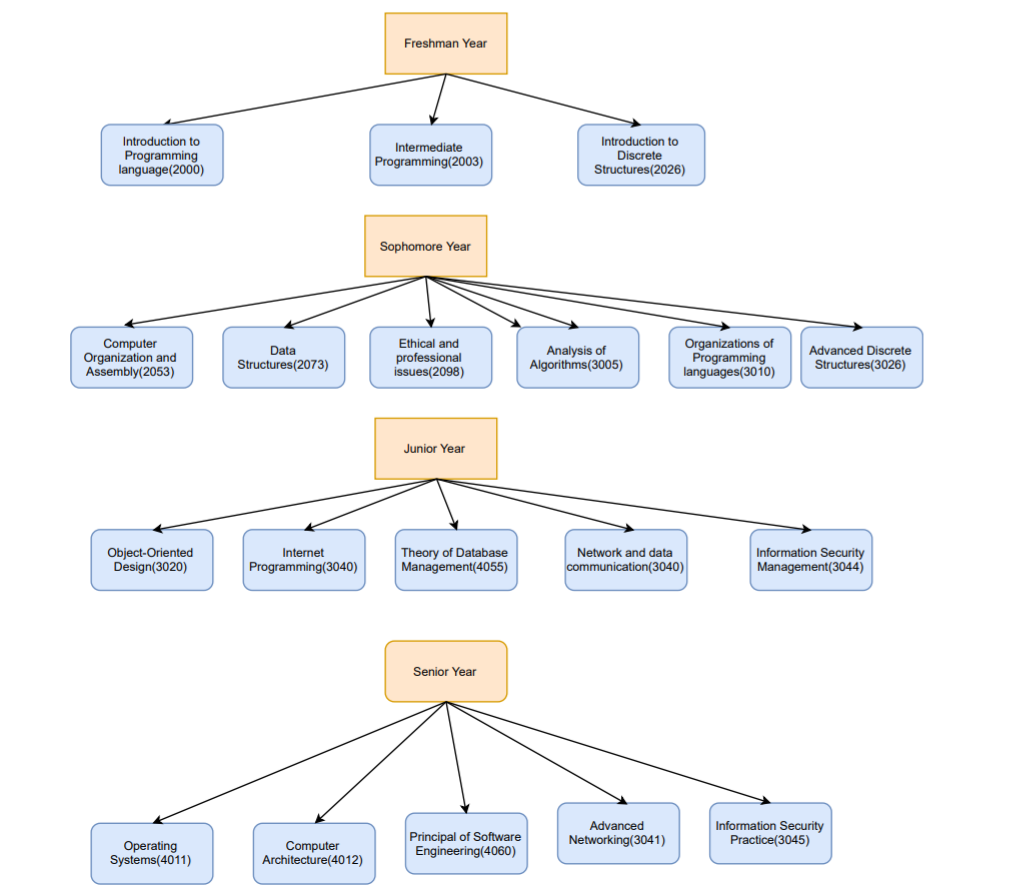 Freshman Year
Introduction to
Programming
language(2000)
Intermediate
Programming(2003)
Introduction to
Discrete
Structures(2026)
Sophomore Year
Computer
Organization and
Assembly(2053)
Data
Structures(2073)
Ethical and
professional
issues(2098)
Analysis of
Algorithms(3005)
Organizations of
Programming
languages(3010)
Advanced Discrete
Structures(3026)
Junior Year
Object-Oriented
Design(3020)
Internet
Programming(3040)
Theory of Database
Management(4055)
Network and data
communication(3040)
Information Security
Management(3044)
Senior Year
Operating
Systems(4011)
Computer
Architecture(4012)
Principal of Software
Engineering(4060)
Advanced
Networking(3041)
Information Security
Practice(3045)